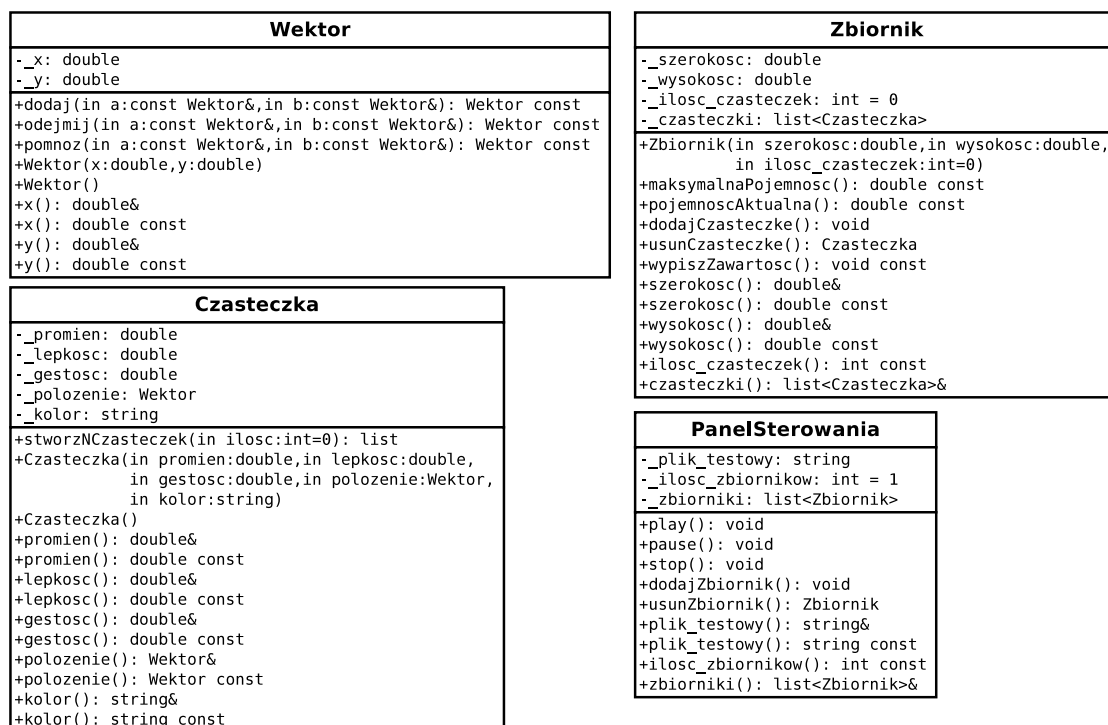 Wektor
-_x: double
-_y: double
+dodaj(in a:const Wektor&,in b:const Wektor&): Wektor const
+odejmij(in a:const Wektor&,in b:const Wektor&): Wektor const
+pomnoz(in a:const Wektor&,in b:const Wektor&): Wektor const
+Wektor(x:double,y:double)
+Wektor()
+x(): double&
+x(): double const
+y(): double&
+y(): double const
Czasteczka
-_promien: double
-_lepkosc: double
-_gestosc: double
-_polozenie: Wektor
-_kolor: string
+stworzNCzasteczek(in ilosc:int=0): list
+Czasteczka(in promien:double,in lepkosc:double,
in gestosc:double,in polozenie:Wektor,
in kolor:string)
+Czasteczka()
+promien(): double&
+promien(): double const
+lepkosc(): double&
+lepkosc(): double const
+gestosc(): double&
+gestosc(): double const
+polozenie(): Wektor&
+polozenie(): Wektor const
+kolor(): string&
+kolor(): string const
Zbiornik
-_szerokosc: double
-_wysokosc: double
-_ilosc_czasteczek: int = 0
-_czasteczki: list<Czasteczka>
+Zbiornik(in szerokosc:double,in wysokosc:double,
in ilosc_czasteczek:int=0)
+maksymalnaPojemnosc(): double const
+pojemnoscAktualna(): double const
+dodajCzasteczke(): void
+usunCzasteczke(): Czasteczka
+wypiszZawartosc(): void const
+szerokosc(): double&
+szerokosc(): double const
+wysokosc(): double&
+wysokosc(): double const
+ilosc_czasteczek(): int const
+czasteczki(): list<Czasteczka>&
PanelSterowania
-_plik_testowy: string
-_ilosc_zbiornikow: int = 1
-_zbiorniki: list<Zbiornik>
+play(): void
+pause(): void
+stop(): void
+dodajZbiornik(): void
+usunZbiornik(): Zbiornik
+plik_testowy(): string&
+plik_testowy(): string const
+ilosc_zbiornikow(): int const
+zbiorniki(): list<Zbiornik>&